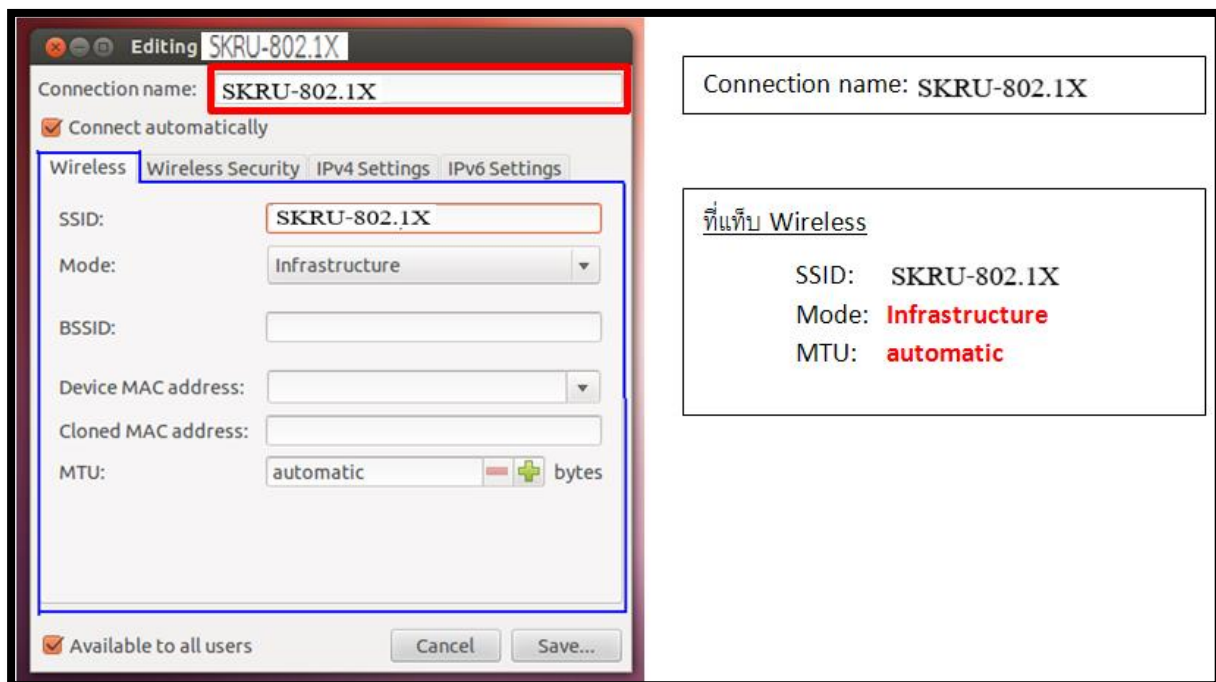 Editing SKRU-802.1X
Connection name: SKRU-802.1X
Connect automatically
Wireless Wireless Security IPv4 Settings IPv6 Settings
SSID: SKRU-802.1X
Mode: Infrastructure
BSSID:
Device MAC address:
Cloned MAC address:
MTU: automatic bytes
Available to all users Cancel Save...
Connection name: SKRU-802.1X
ที่แท็บ Wireless
SSID: SKRU-802.1X
Mode: Infrastructure
MTU: automatic